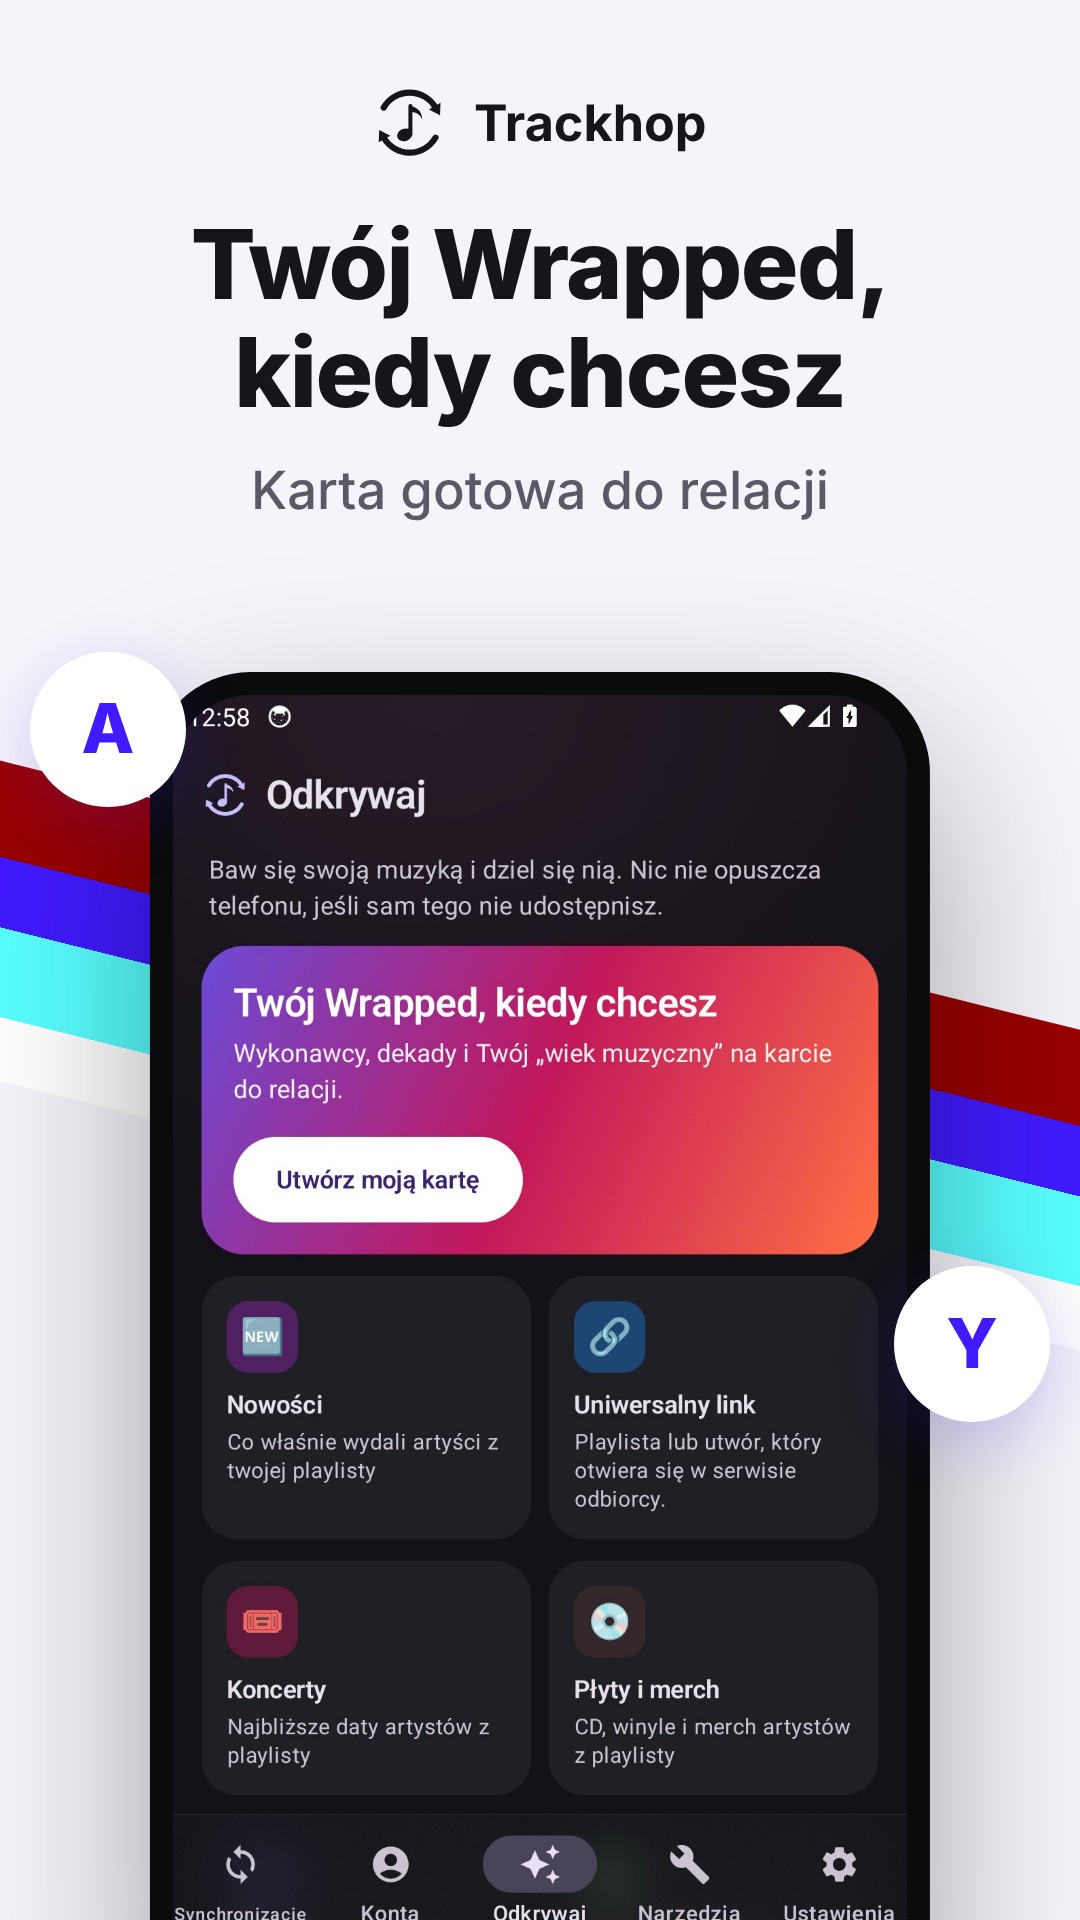 Trackhop
Twój Wrapped,
kiedy chcesz
Karta gotowa do relacji
A
12:58
Odkrywaj
Baw się swoją muzyką i dziel się nią. Nic nie opuszcza
telefonu, jeśli sam tego nie udostępnisz.
Twój Wrapped, kiedy chcesz
Wykonawcy, dekady i Twój „wiek muzyczny” na karcie
do relacji.
Utwórz moją kartę
Y
NEW
Nowości
Co właśnie wydali artyści z
twojej playlisty
Uniwersalny link
Playlista lub utwór, który
otwiera się w serwisie
odbiorcy.
Koncerty
Najbliższe daty artystów z
playlisty
Płyty i merch
CD, winyle i merch artystów
z playlisty
Synchronizacje
Konta
Odkrywaj
Narzędzia
Ustawienia